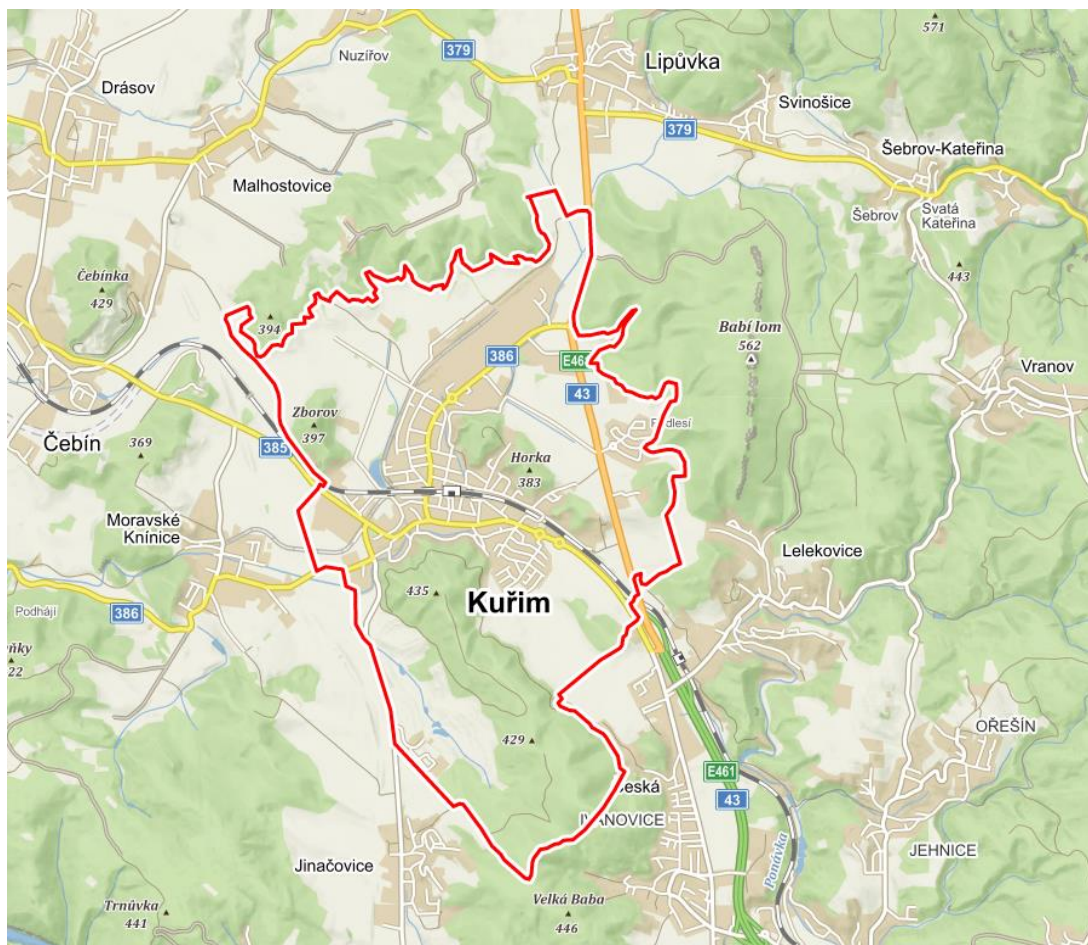 571
379
Nuzířov
Lipůvka
Drásov
Svinošice
379
Šebrov-Kateřina
Malhostovice
Šebrov
Svatá
Kateřina
443
Čebínka
429
394
Babí lom
562
386
E461
43
Vranov
Zborov
397
Podlesí
Čebín
369
385
Horka
383
Moravské
Knínice
Lelekovice
435
Kuřim
Podhájí
386
22
OŘEŠÍN
429
E461
43
Česká
IVANOVICE
Ponávka
JEHNICE
Jinačovice
Velká Baba
446
Trnůvka
441